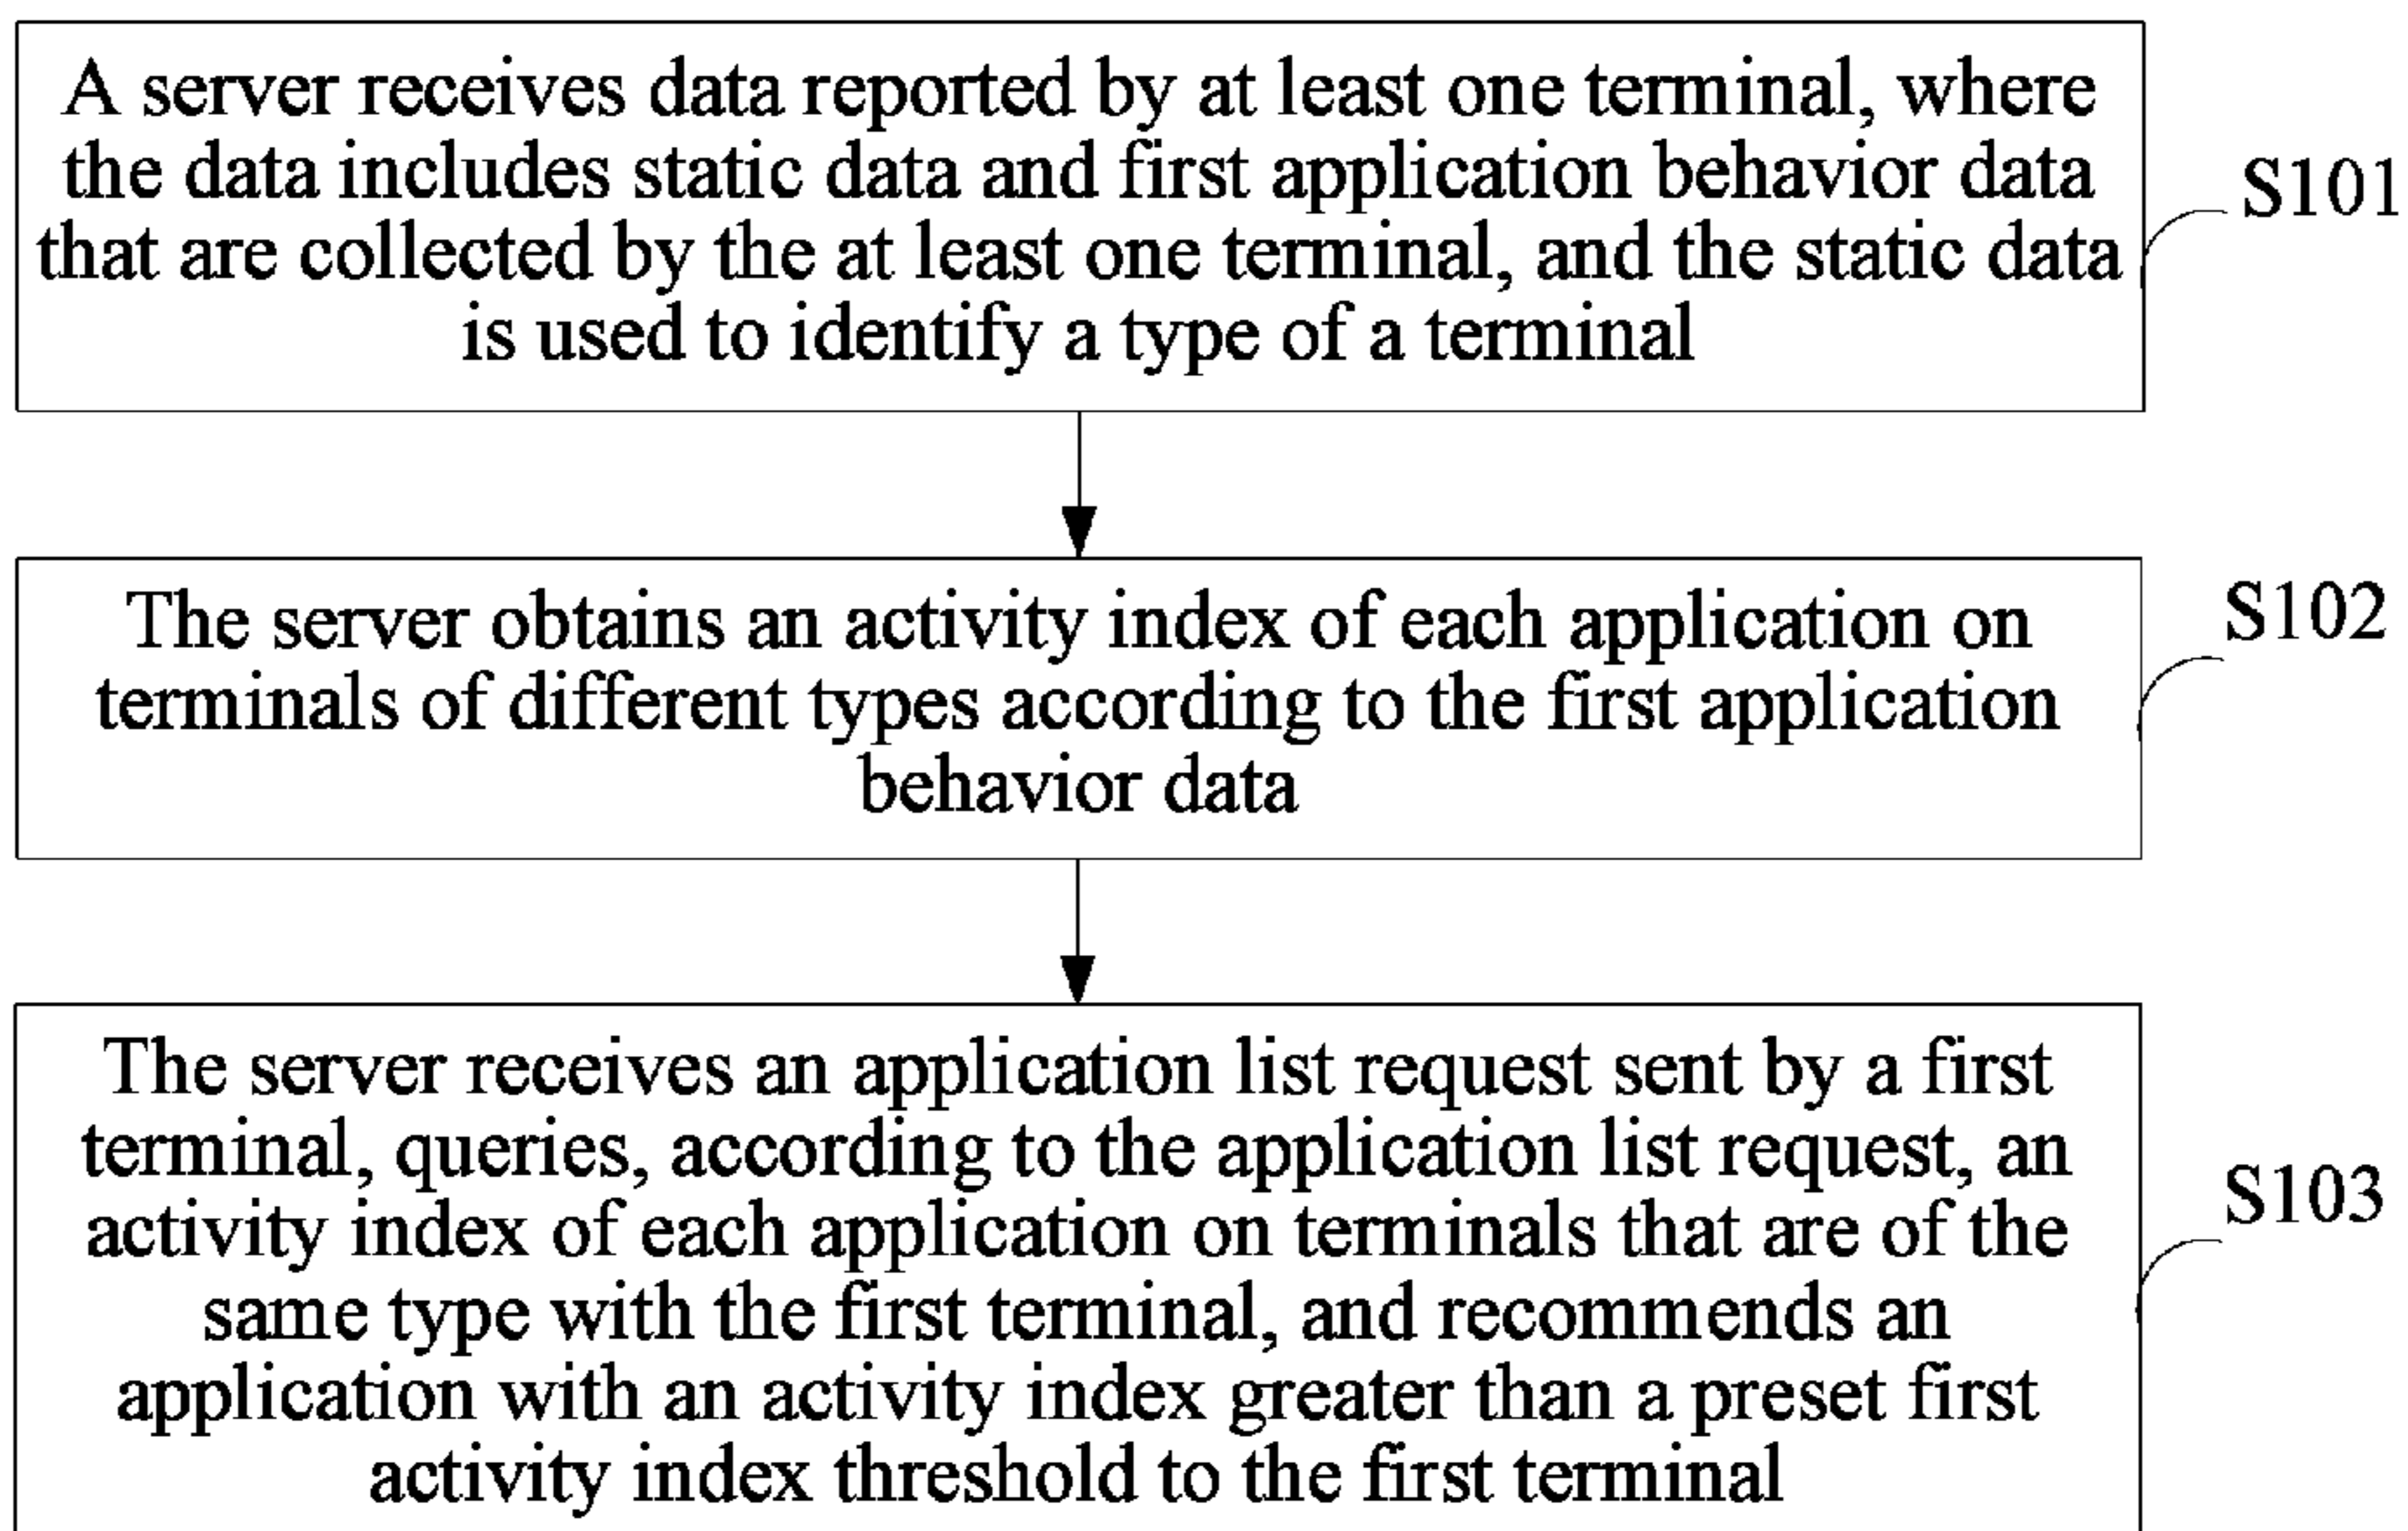 A server receives data reported by at least one terminal, where
the data includes static data and first application behavior data
that are collected by the at least one terminal, and the static data
is used to identify a type of a terminal
S101
The server obtains an activity index of each application on
terminals of different types according to the first application
behavior data
S102
The server receives an application list request sent by a first
terminal, queries, according to the application list request, an
activity index of each application on terminals that are of the
same type with the first terminal, and recommends an
application with an activity index greater than a preset first
activity index threshold to the first terminal
S103